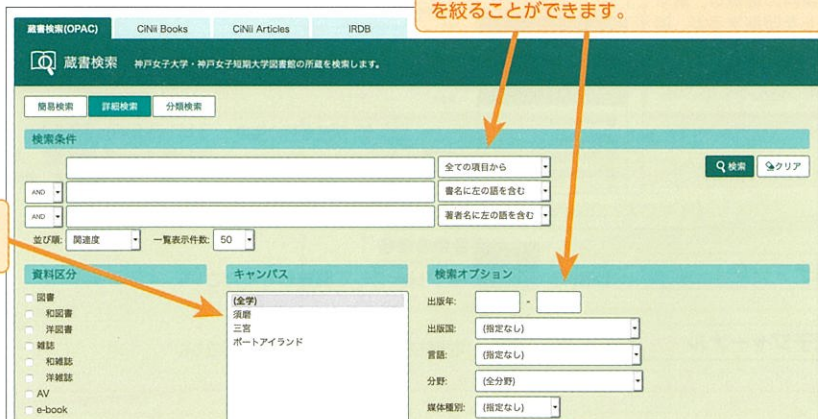 を絞ることができます。
蔵書検索(OPAC)
CiNii Books
CiNii Articles
IRDB
蔵書検索 神戸女子大学・神戸女子短期大学図書館の所蔵を検索します。
簡易検索
詳細検索
分類検索
検索条件
全ての項目から
検索
クリア
AND
書名に左の語を含む
AND
著者名に左の語を含む
並び順: 関連度
一覧表示件数: 50
資料区分
図書
和図書
洋図書
雑誌
和雑誌
洋雑誌
AV
e-book
キャンパス
(全学)
須磨
三宮
ポートアイランド
検索オプション
出版年: -
出版国: (指定なし)
言語: (指定なし)
分野: (全分野)
媒体種別: (指定なし)